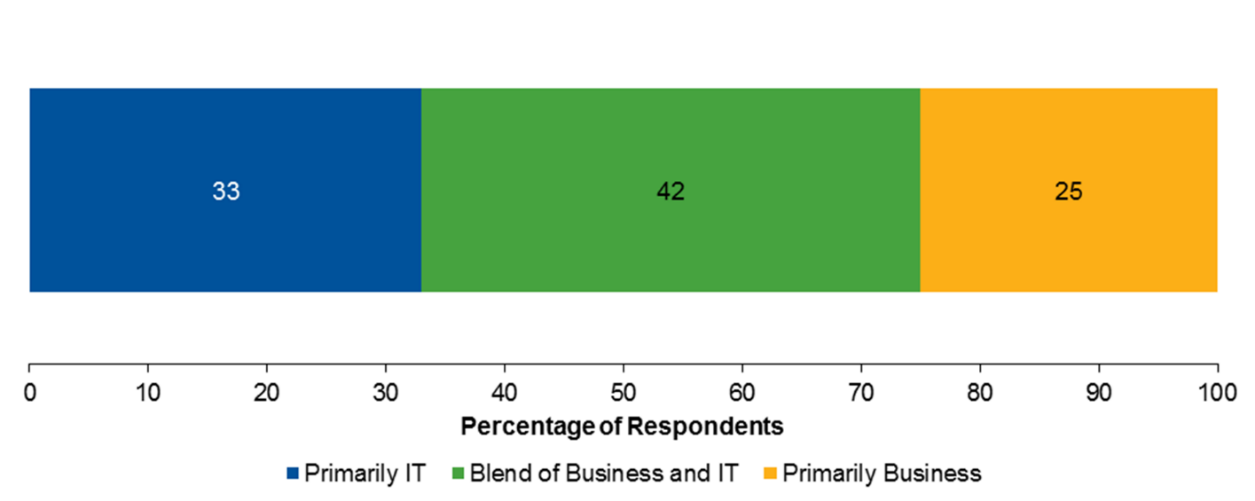 33 42 25
0 10 20 30 40 50 60 70 80 90 100
Percentage of Respondents
Primarily IT Blend of Business and IT Primarily Business